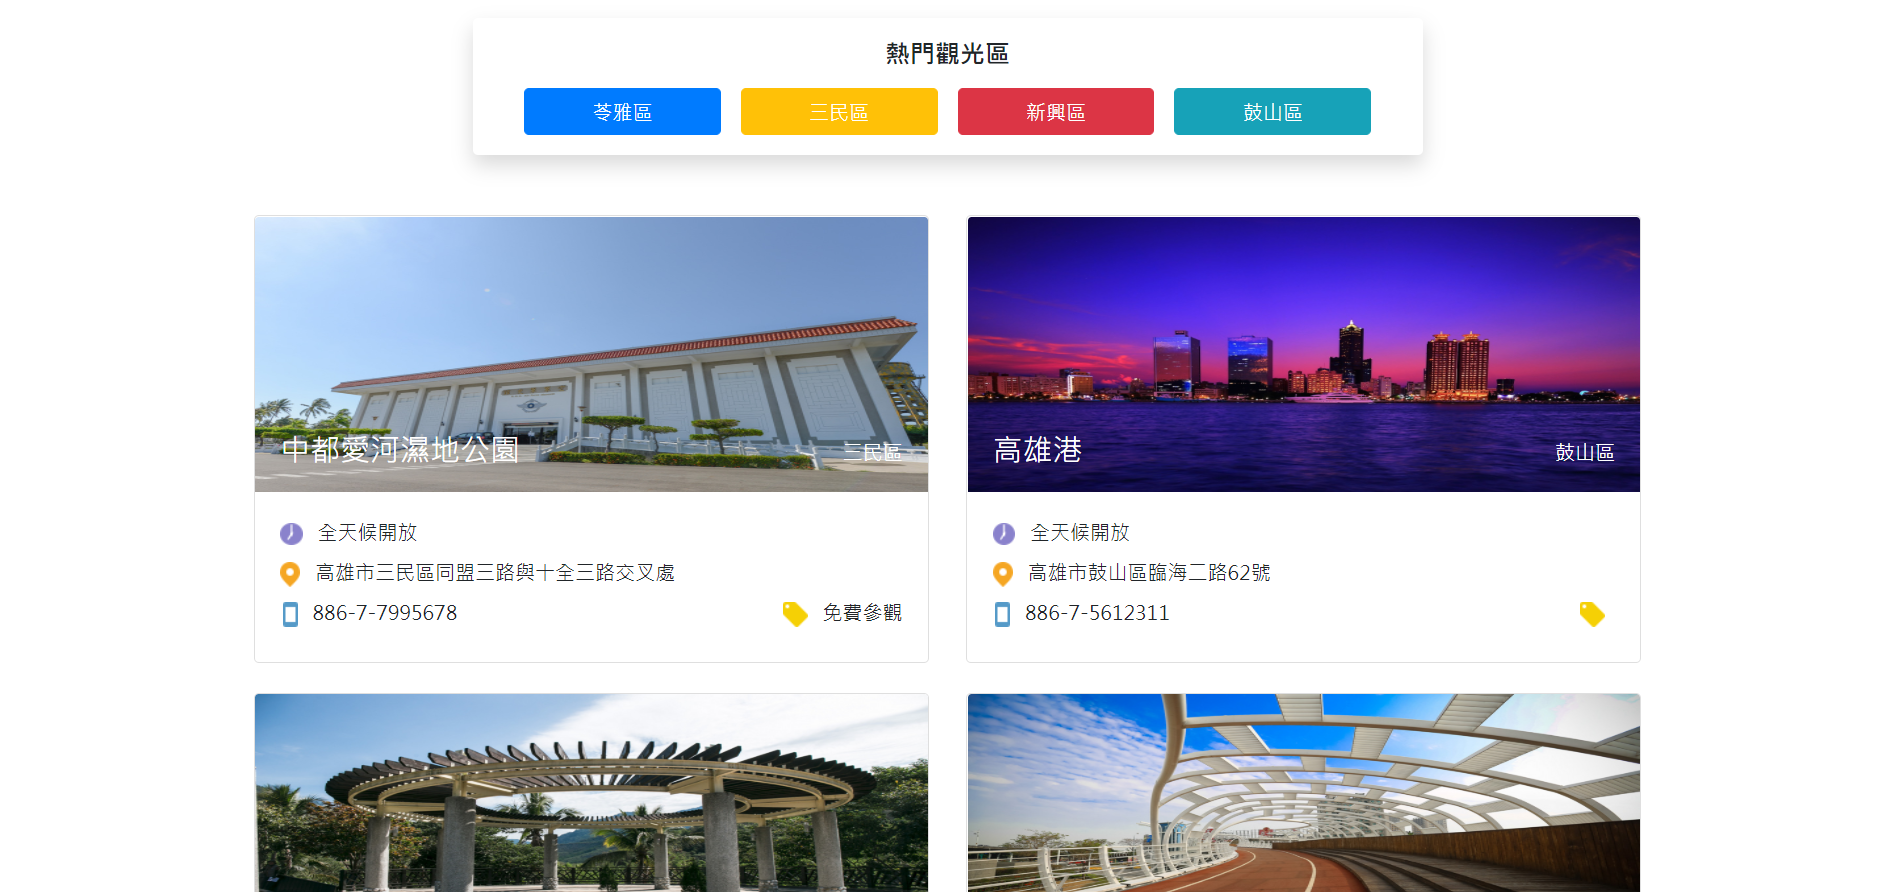 熱門觀光區
苓雅區 三民區 新興區 鼓山區
中都愛河濕地公園 三民區
全天候開放
高雄市三民區同盟三路與十全三路交叉處
886-7-7995678 免費參觀
高雄港 鼓山區
全天候開放
高雄市鼓山區臨海二路62號
886-7-5612311